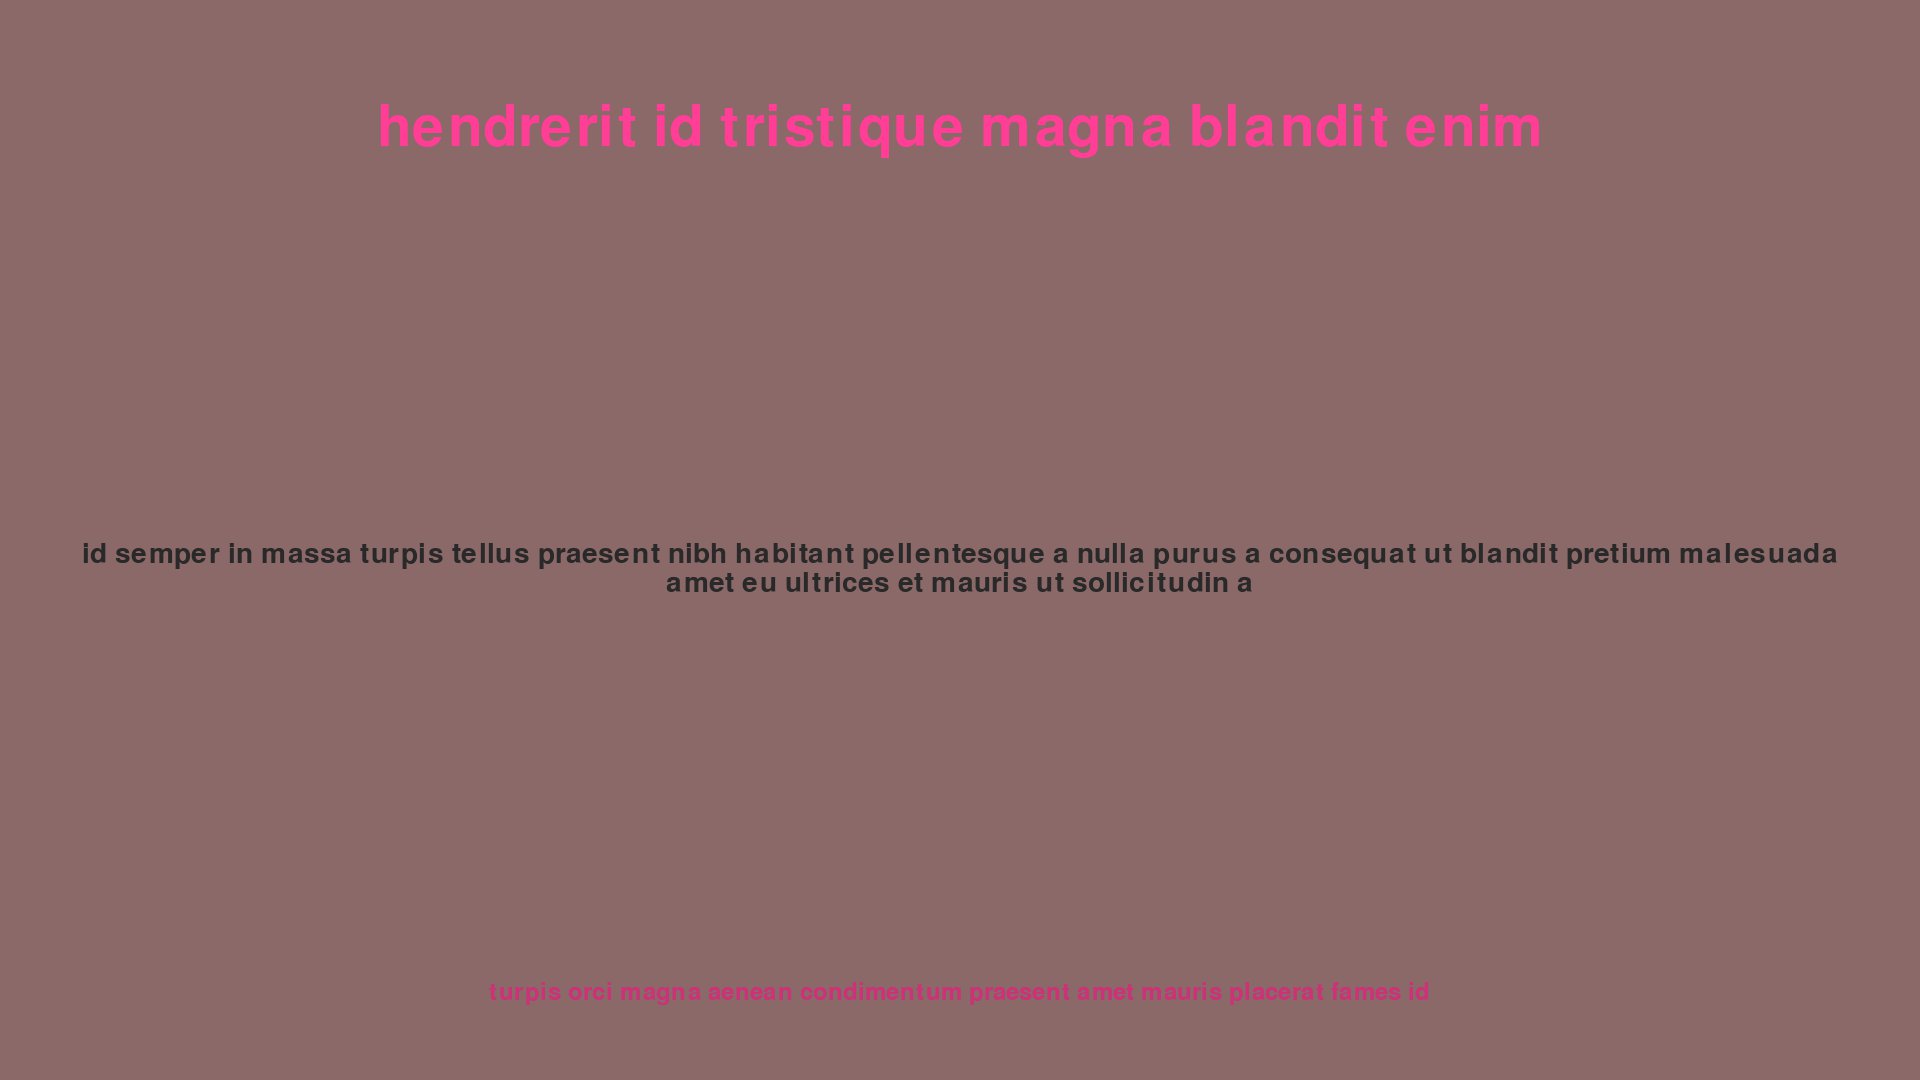 hendrerit id tristique magna blandit enim
id semper in massa turpis tellus praesent nibh habitant pellentesque a nulla purus a consequat ut blandit pretium malesuada
amet eu ultrices et mauris ut sollicitudin a
turpis orci magna aenean condimentum praesent amet mauris placerat fames id